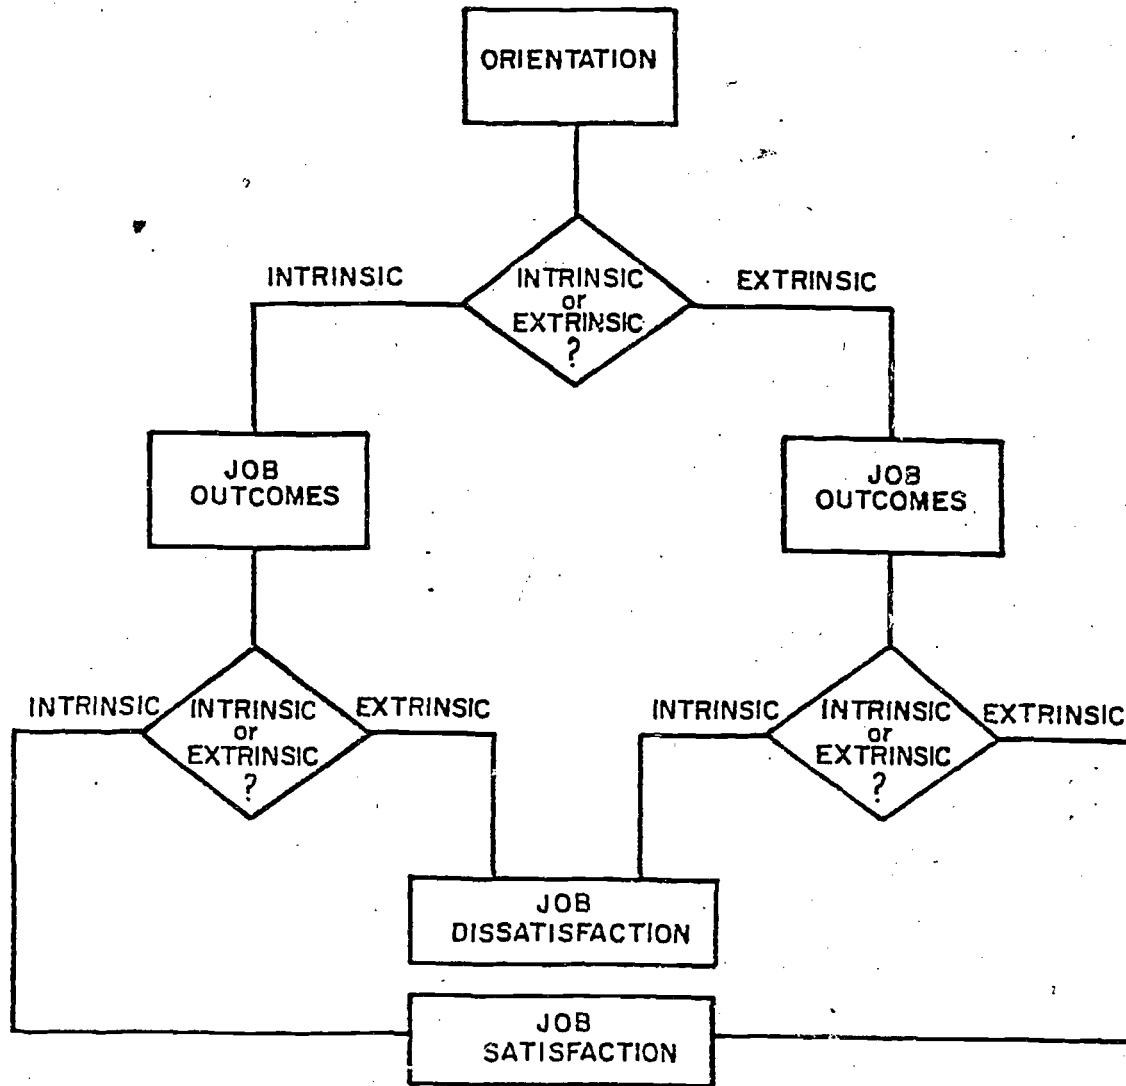 ORIENTATION
INTRINSIC
INTRINSIC
or
EXTRINSIC
?
EXTRINSIC
JOB
OUTCOMES
JOB
OUTCOMES
INTRINSIC
INTRINSIC
or
EXTRINSIC
?
EXTRINSIC
INTRINSIC
INTRINSIC
or
EXTRINSIC
?
EXTRINSIC
JOB
DISSATISFACTION
JOB
SATISFACTION